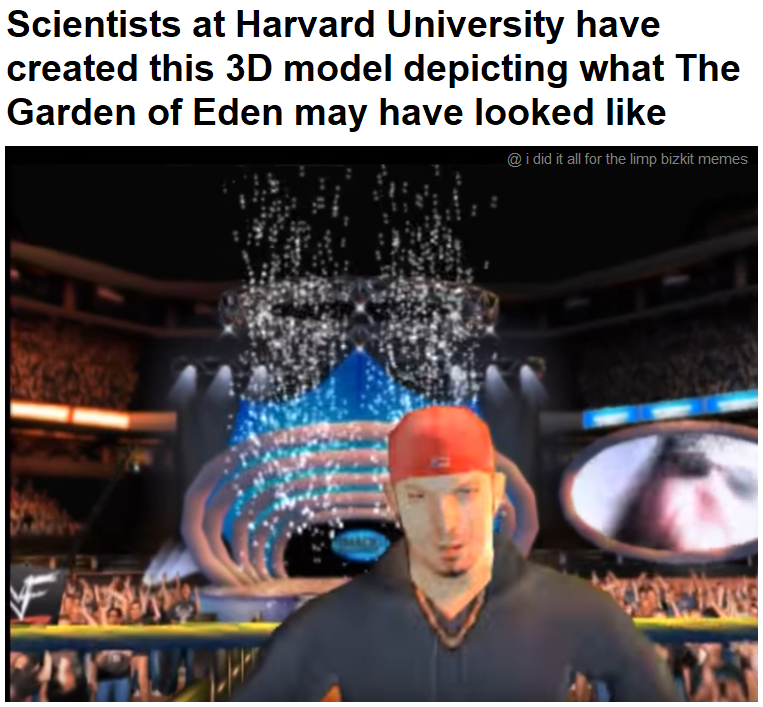 Scientists at Harvard University have
created this 3D model depicting what The
Garden of Eden may have looked like
@ i did it all for the limp bizkit memes